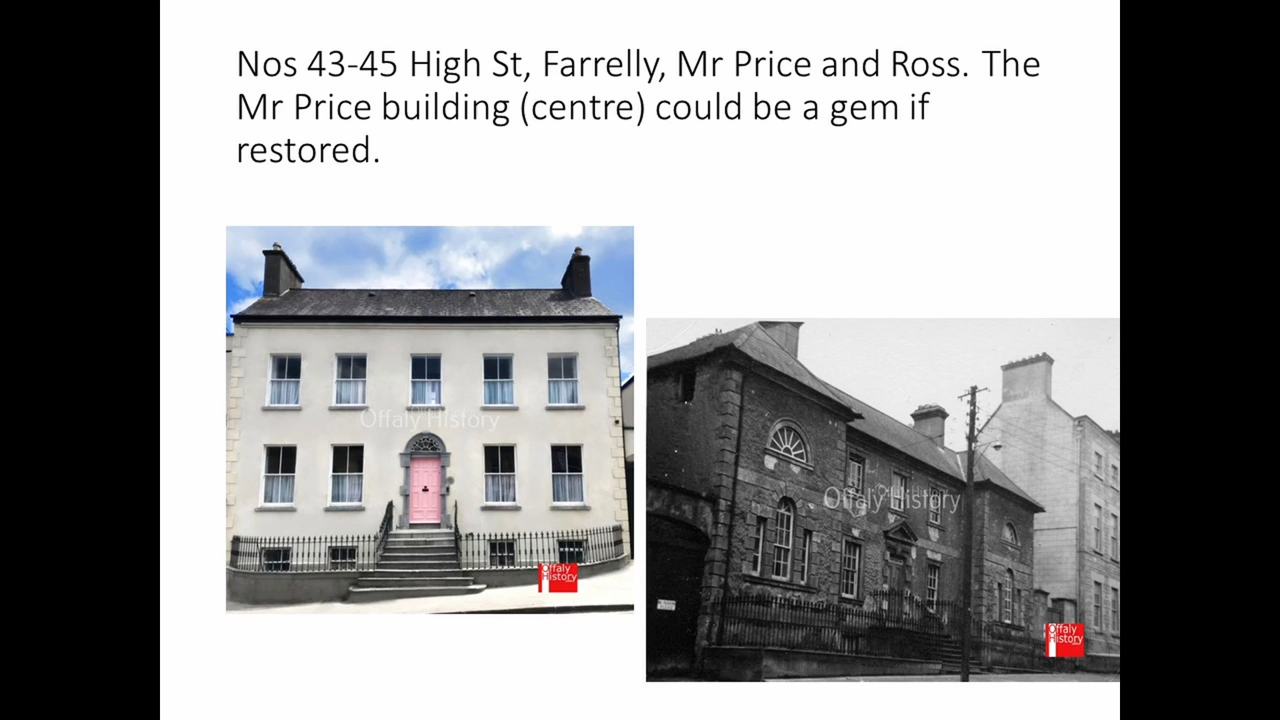 Nos 43-45 High St, Farrelly, Mr Price and Ross. The
Mr Price building (centre) could be a gem if
restored.
Offaly History
Offaly
History
Offaly History
Offaly
History